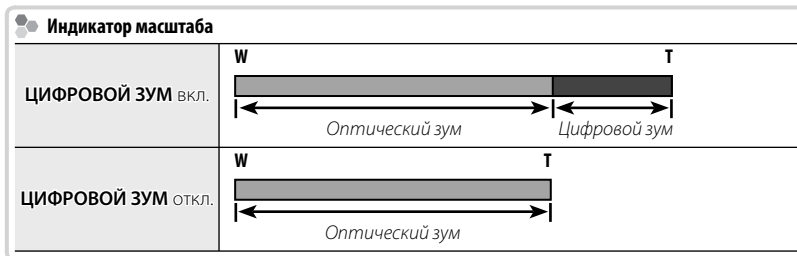 Индикатор масштаба
W T
ЦИФРОВОЙ ЗУМ ВКЛ.
Оптический зум Цифровой зум
W T
ЦИФРОВОЙ ЗУМ ОТКЛ.
Оптический зум